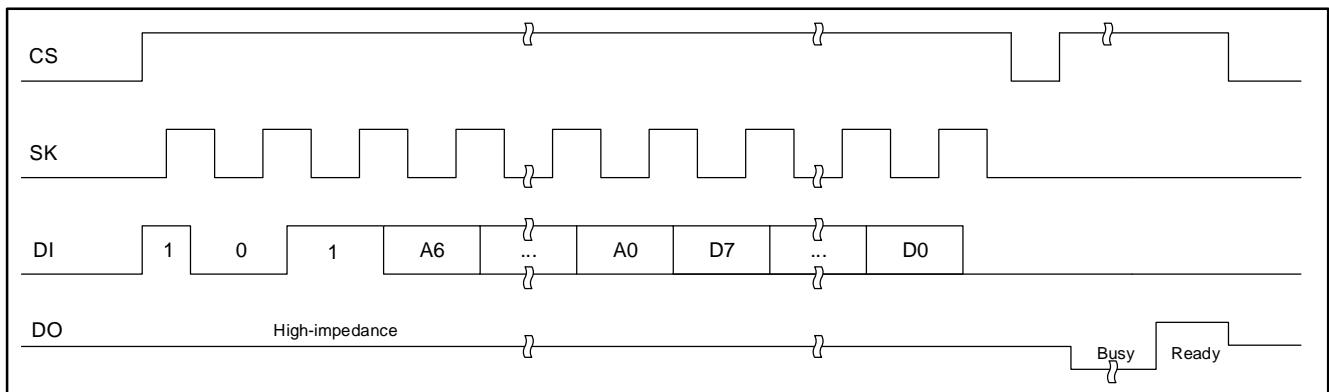 CS
SK
DI 1 0 1 A6 ... A0 D7 ... D0
DO High-impedance Busy Ready